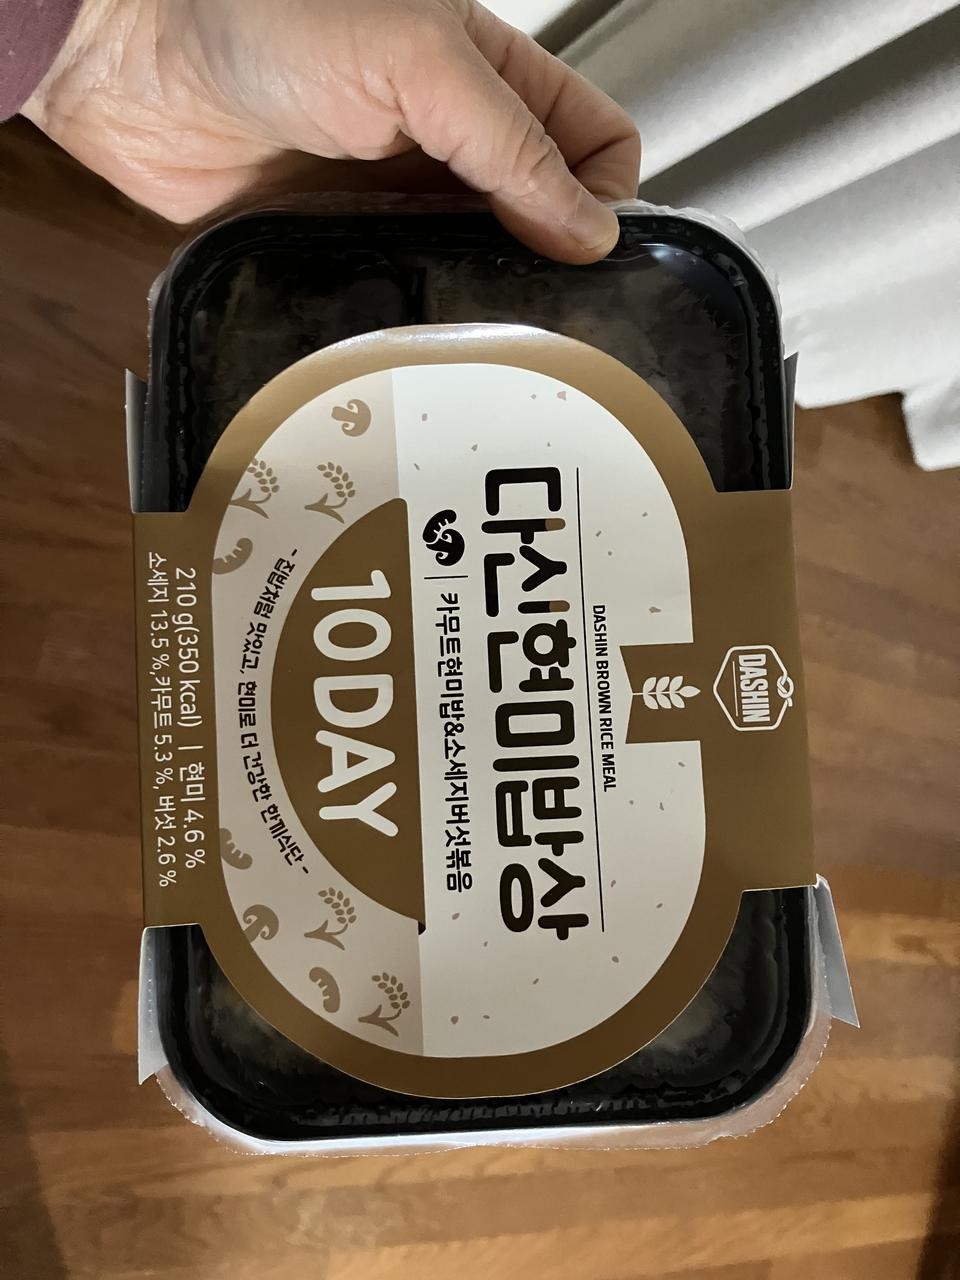 DASHIN
DASHIN BROWN RICE MEAL
다신현미밥상
카무트현미밥&소세지버섯볶음
10DAY
- 집밥처럼 맛있고, 현미로 더 건강한 한끼식단 -
210 g(350 kcal) | 현미 4.6 %
소세지 13.5 %,카무트 5.3 %, 버섯 2.6 %